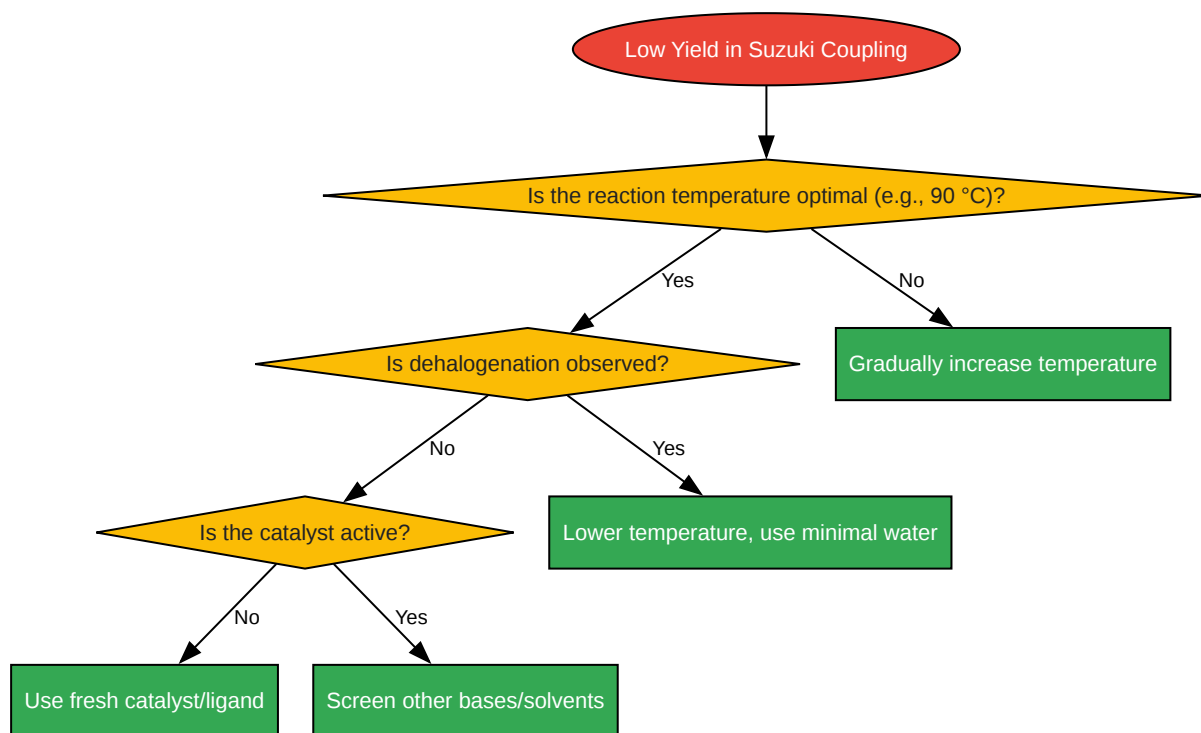 Low Yield in Suzuki Coupling
Is the reaction temperature optimal (e.g., 90 °C)?
Yes
No
Is dehalogenation observed?
Gradually increase temperature
No
Yes
Is the catalyst active?
Lower temperature, use minimal water
No
Yes
Use fresh catalyst/ligand
Screen other bases/solvents